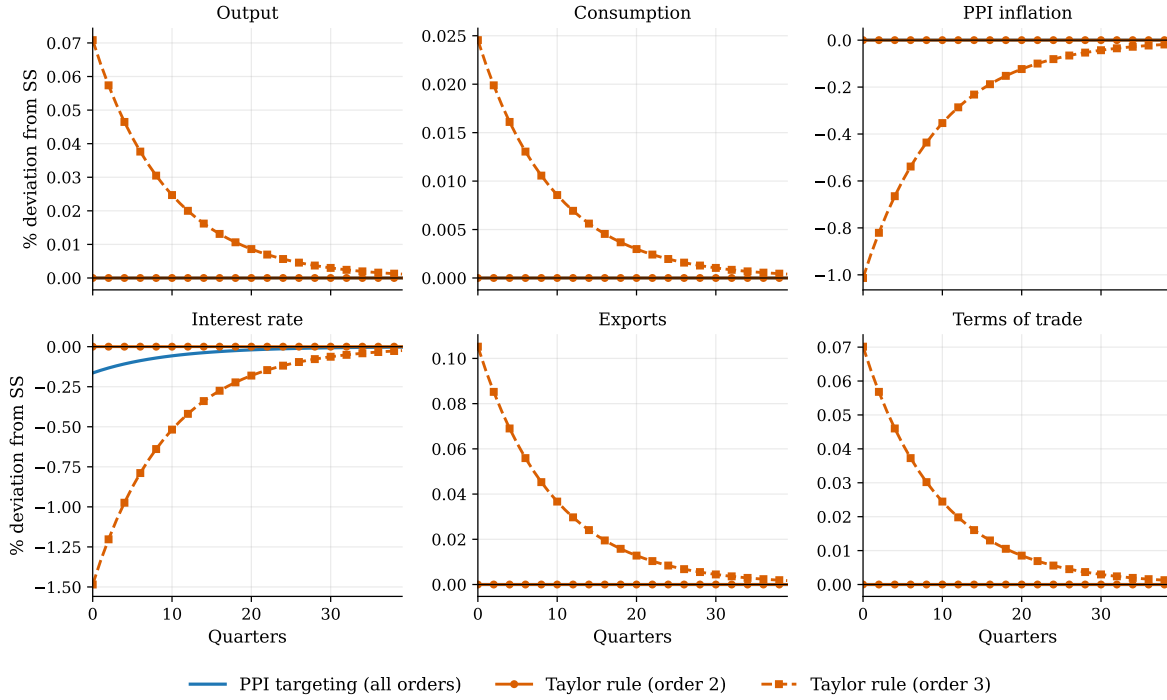 Output
Consumption
PPI inflation
% deviation from SS
0.07
0.06
0.05
0.04
0.03
0.02
0.01
0.00
0.025
0.020
0.015
0.010
0.005
0.000
0.0
−0.2
−0.4
−0.6
−0.8
−1.0
Interest rate
Exports
Terms of trade
% deviation from SS
0.00
−0.25
−0.50
−0.75
−1.00
−1.25
−1.50
0 10 20 30
Quarters
0.10
0.08
0.06
0.04
0.02
0.00
0 10 20 30
Quarters
0.07
0.06
0.05
0.04
0.03
0.02
0.01
0.00
0 10 20 30
Quarters
PPI targeting (all orders) Taylor rule (order 2) Taylor rule (order 3)